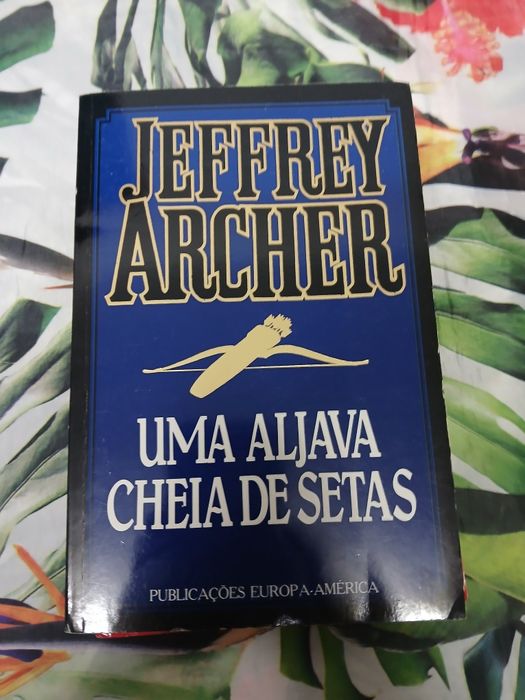 JEFFREY
ARCHER
UMA ALJAVA
CHEIA DE SETAS
PUBLICAÇÕES EUROPA-AMÉRICA